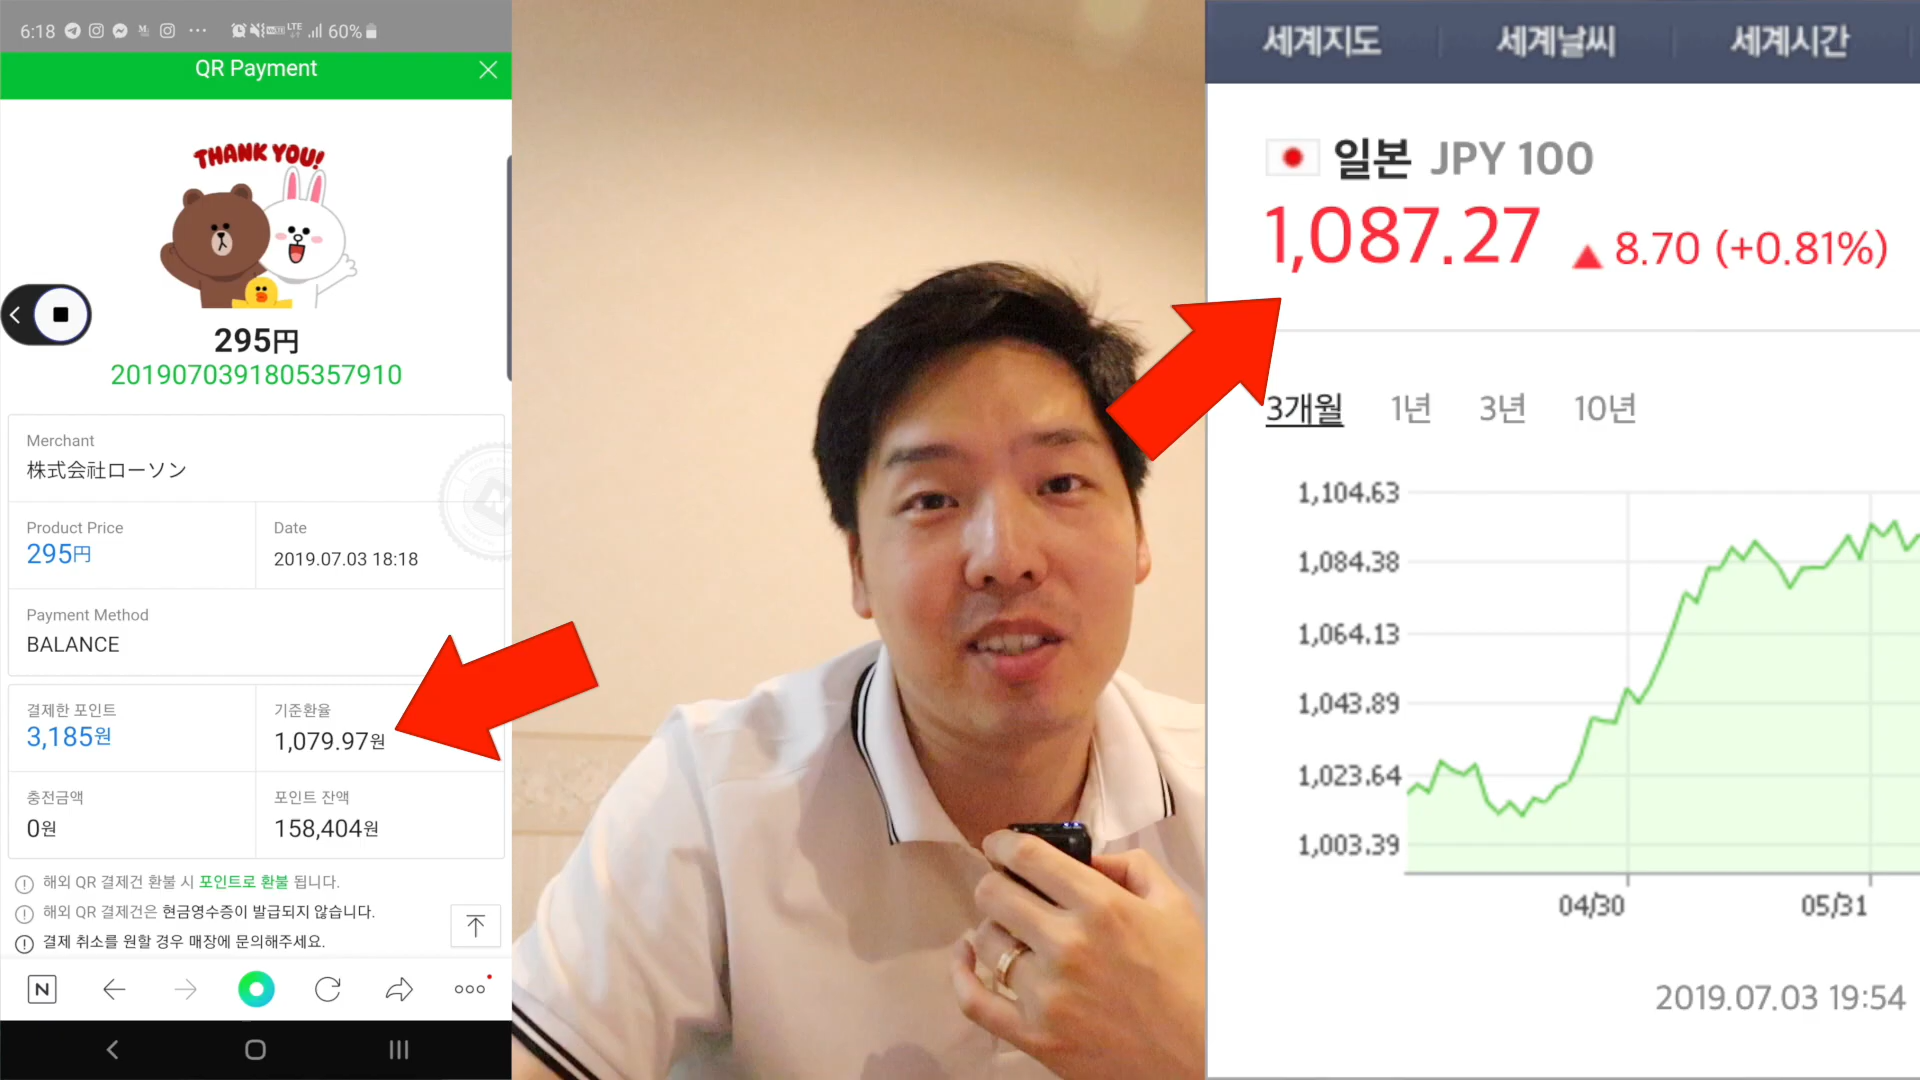 6:18
LTE
60%
QR Payment
THANK YOU!
295円
2019070391805357910
Merchant
株式会社ローソン
Product Price
295円
Date
2019.07.03 18:18
Payment Method
BALANCE
결제한 포인트
3,185원
기준환율
1,079.97원
충전금액
0원
포인트 잔액
158,404원
해외 QR 결제건 환불 시 포인트로 환불 됩니다.
해외 QR 결제건은 현금영수증이 발급되지 않습니다.
결제 취소를 원할 경우 매장에 문의해주세요.
N
세계지도
세계날씨
세계시간
일본 JPY 100
1,087.27 ▲ 8.70 (+0.81%)
3개월
1년
3년
10년
1,104.63
1,084.38
1,064.13
1,043.89
1,023.64
1,003.39
04/30
05/31
2019.07.03 19:54